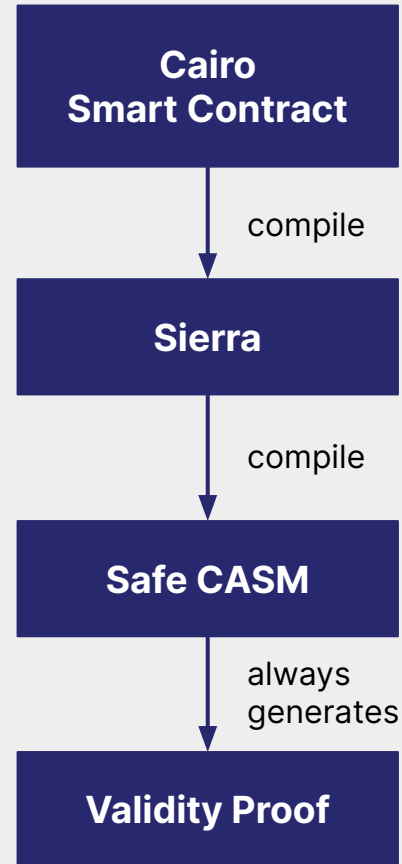 Cairo
Smart Contract
compile
Sierra
compile
Safe CASM
always
generates
Validity Proof